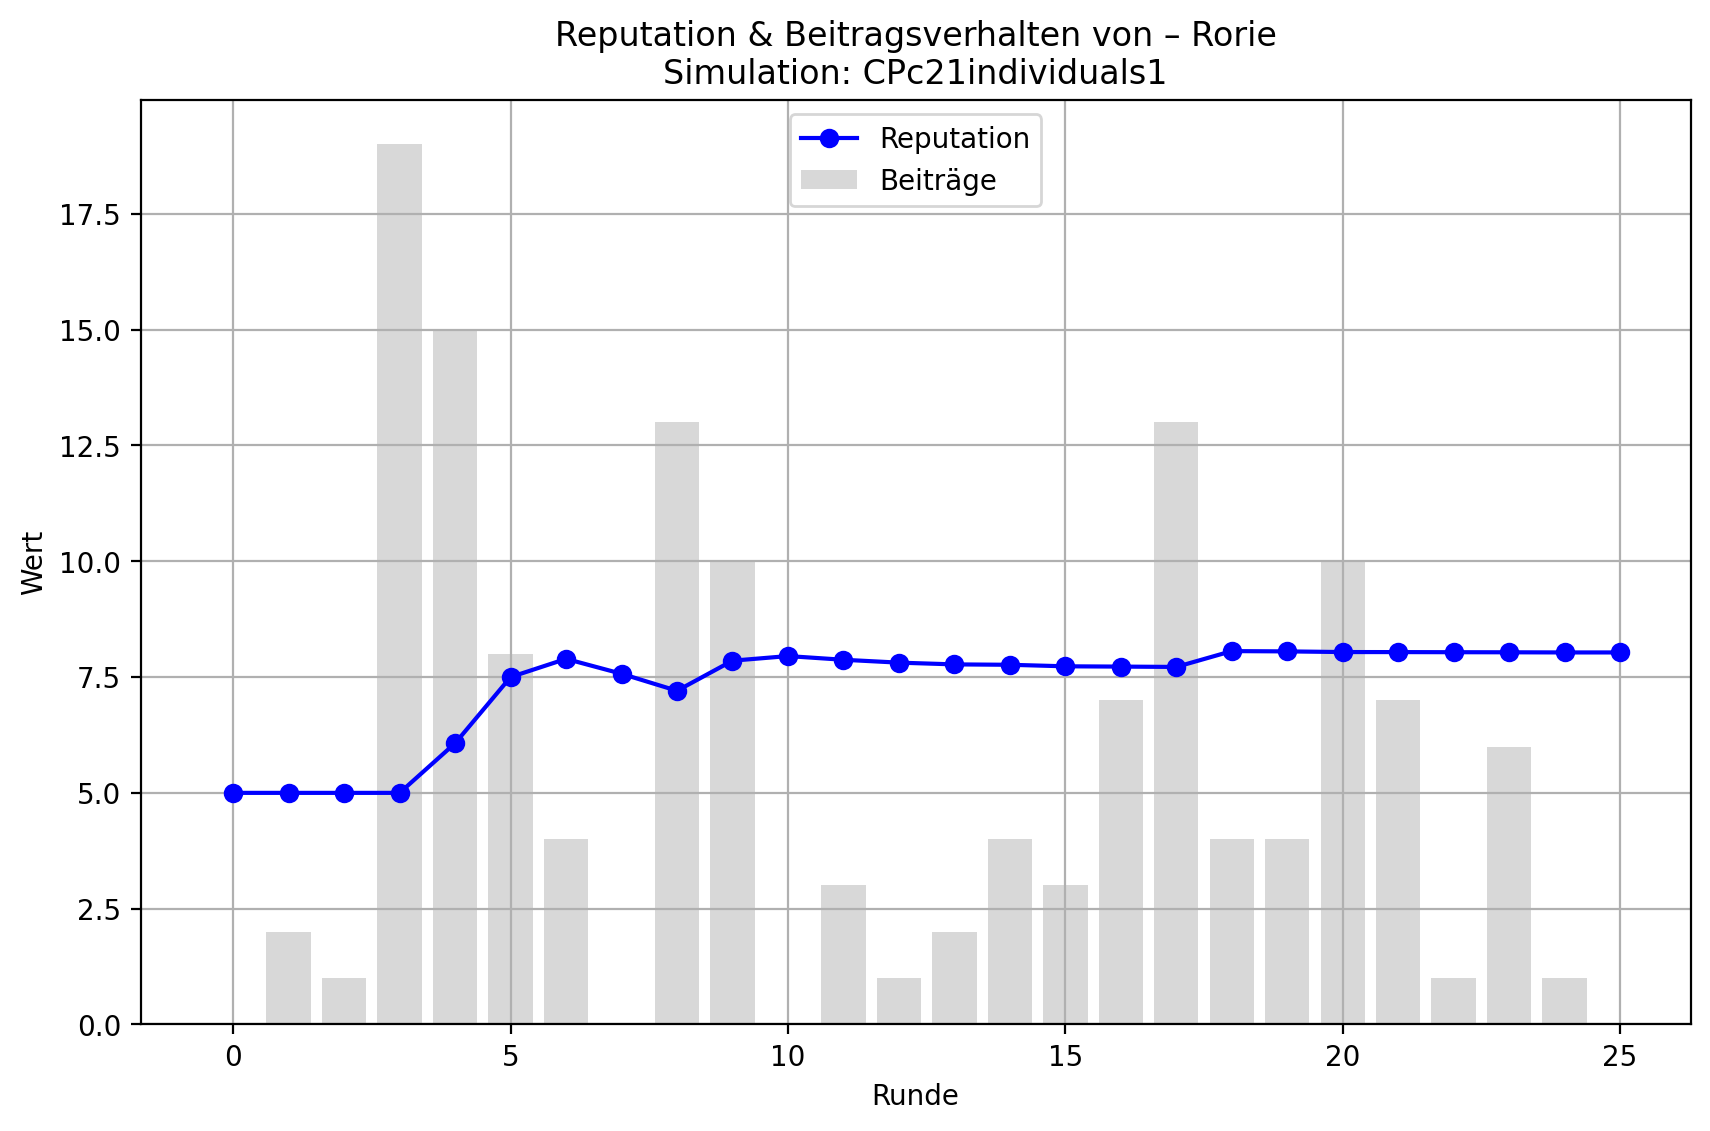 Reputation & Beitragsverhalten von – Rorie
Simulation: CPc21individuals1
Reputation
Beiträge
17.5
15.0
12.5
10.0
7.5
5.0
2.5
0.0
Wert
0 5 10 15 20 25
Runde